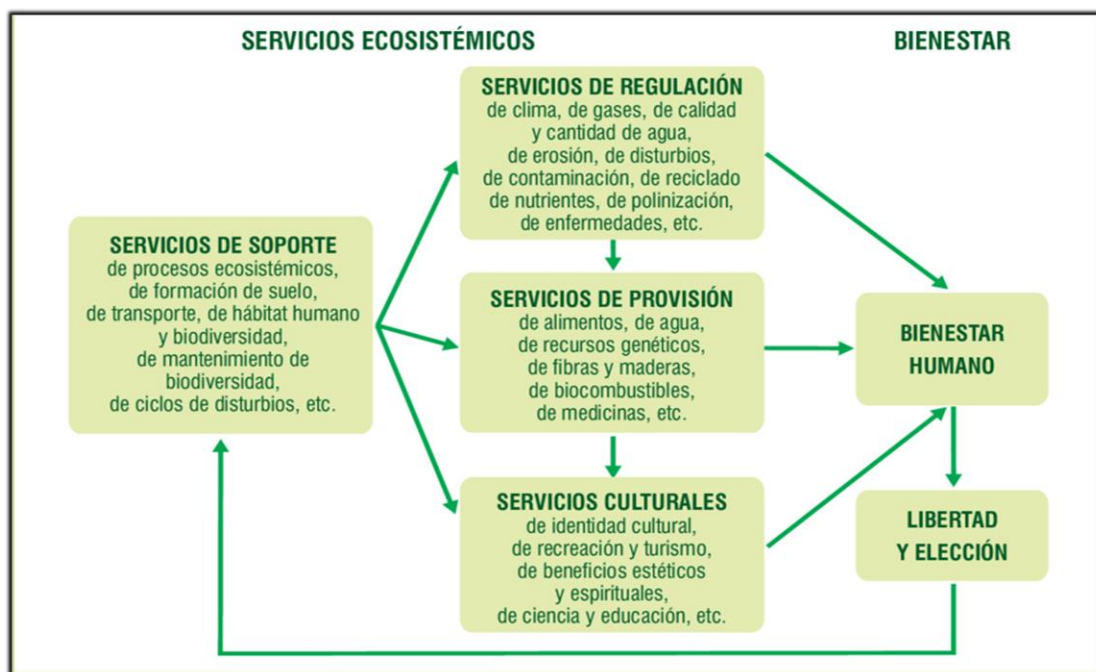 SERVICIOS ECOSISTÉMICOS
BIENESTAR
SERVICIOS DE REGULACIÓN
de clima, de gases, de calidad
y cantidad de agua,
de erosión, de disturbios,
de contaminación, de reciclado
de nutrientes, de polinización,
de enfermedades, etc.
SERVICIOS DE SOPORTE
de procesos ecosistémicos,
de formación de suelo,
de transporte, de hábitat humano
y biodiversidad,
de mantenimiento de
biodiversidad,
de ciclos de disturbios, etc.
SERVICIOS DE PROVISIÓN
de alimentos, de agua,
de recursos genéticos,
de fibras y maderas,
de biocombustibles,
de medicinas, etc.
SERVICIOS CULTURALES
de identidad cultural,
de recreación y turismo,
de beneficios estéticos
y espirituales,
de ciencia y educación, etc.
BIENESTAR
HUMANO
LIBERTAD
Y ELECCIÓN